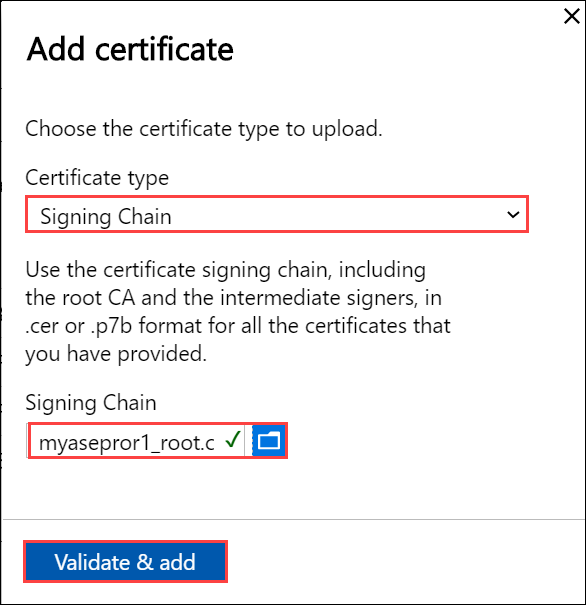 Add certificate
Choose the certificate type to upload.
Certificate type
Signing Chain
Use the certificate signing chain, including
the root CA and the intermediate signers, in
.cer or .p7b format for all the certificates that
you have provided.
Signing Chain
myasepror1_root.c
Validate & add